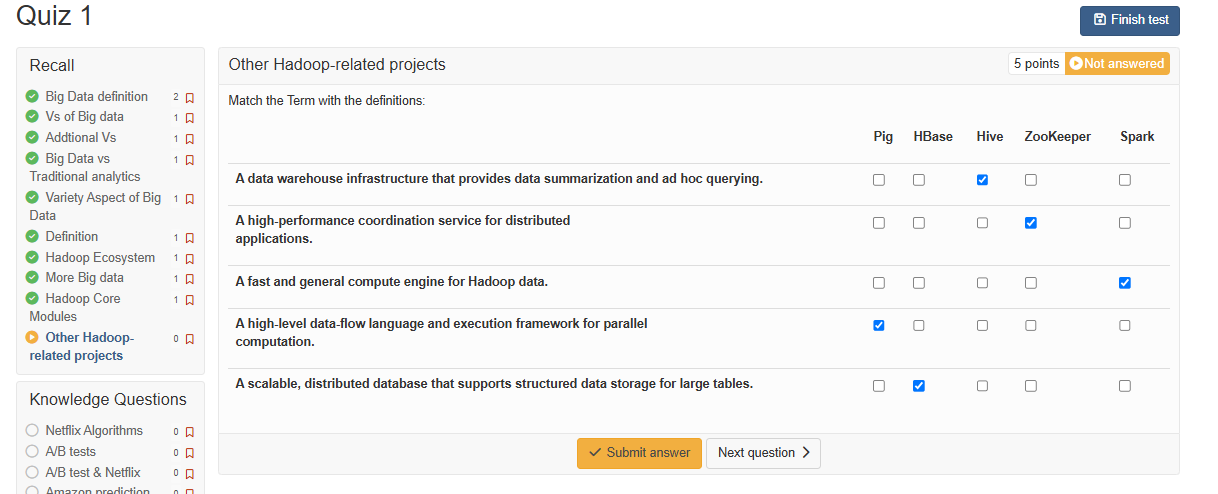 Quiz 1
Finish test
Recall
Big Data definition 2
Vs of Big data 1
Addtional Vs 1
Big Data vs 1
Traditional analytics
Variety Aspect of Big 1
Data
Definition 1
Hadoop Ecosystem 1
More Big data 1
Hadoop Core 1
Modules
Other Hadoop- 0
related projects
Knowledge Questions
Netflix Algorithms 0
A/B tests 0
A/B test & Netflix 0
Amazon prediction 0
Other Hadoop-related projects
5 points Not answered
Match the Term with the definitions:
Pig HBase Hive ZooKeeper Spark
A data warehouse infrastructure that provides data summarization and ad hoc querying.
A high-performance coordination service for distributed
applications.
A fast and general compute engine for Hadoop data.
A high-level data-flow language and execution framework for parallel
computation.
A scalable, distributed database that supports structured data storage for large tables.
Submit answer Next question